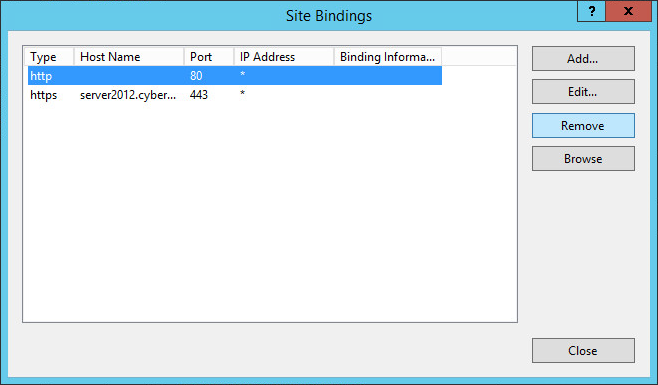 Site Bindings
? X
Type Host Name Port IP Address Binding Informa...
http 80 *
https server2012.cyber... 443 *
Add...
Edit...
Remove
Browse
Close